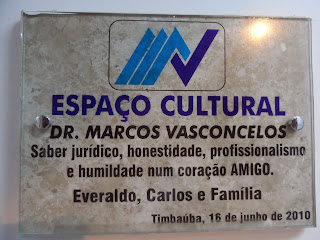 ESPAÇO CULTURAL
DR. MARCOS VASCONCELOS
Saber jurídico, honestidade, profissionalismo
e humildade num coração AMIGO.
Everaldo, Carlos e Família
Timbaúba, 16 de junho de 2010